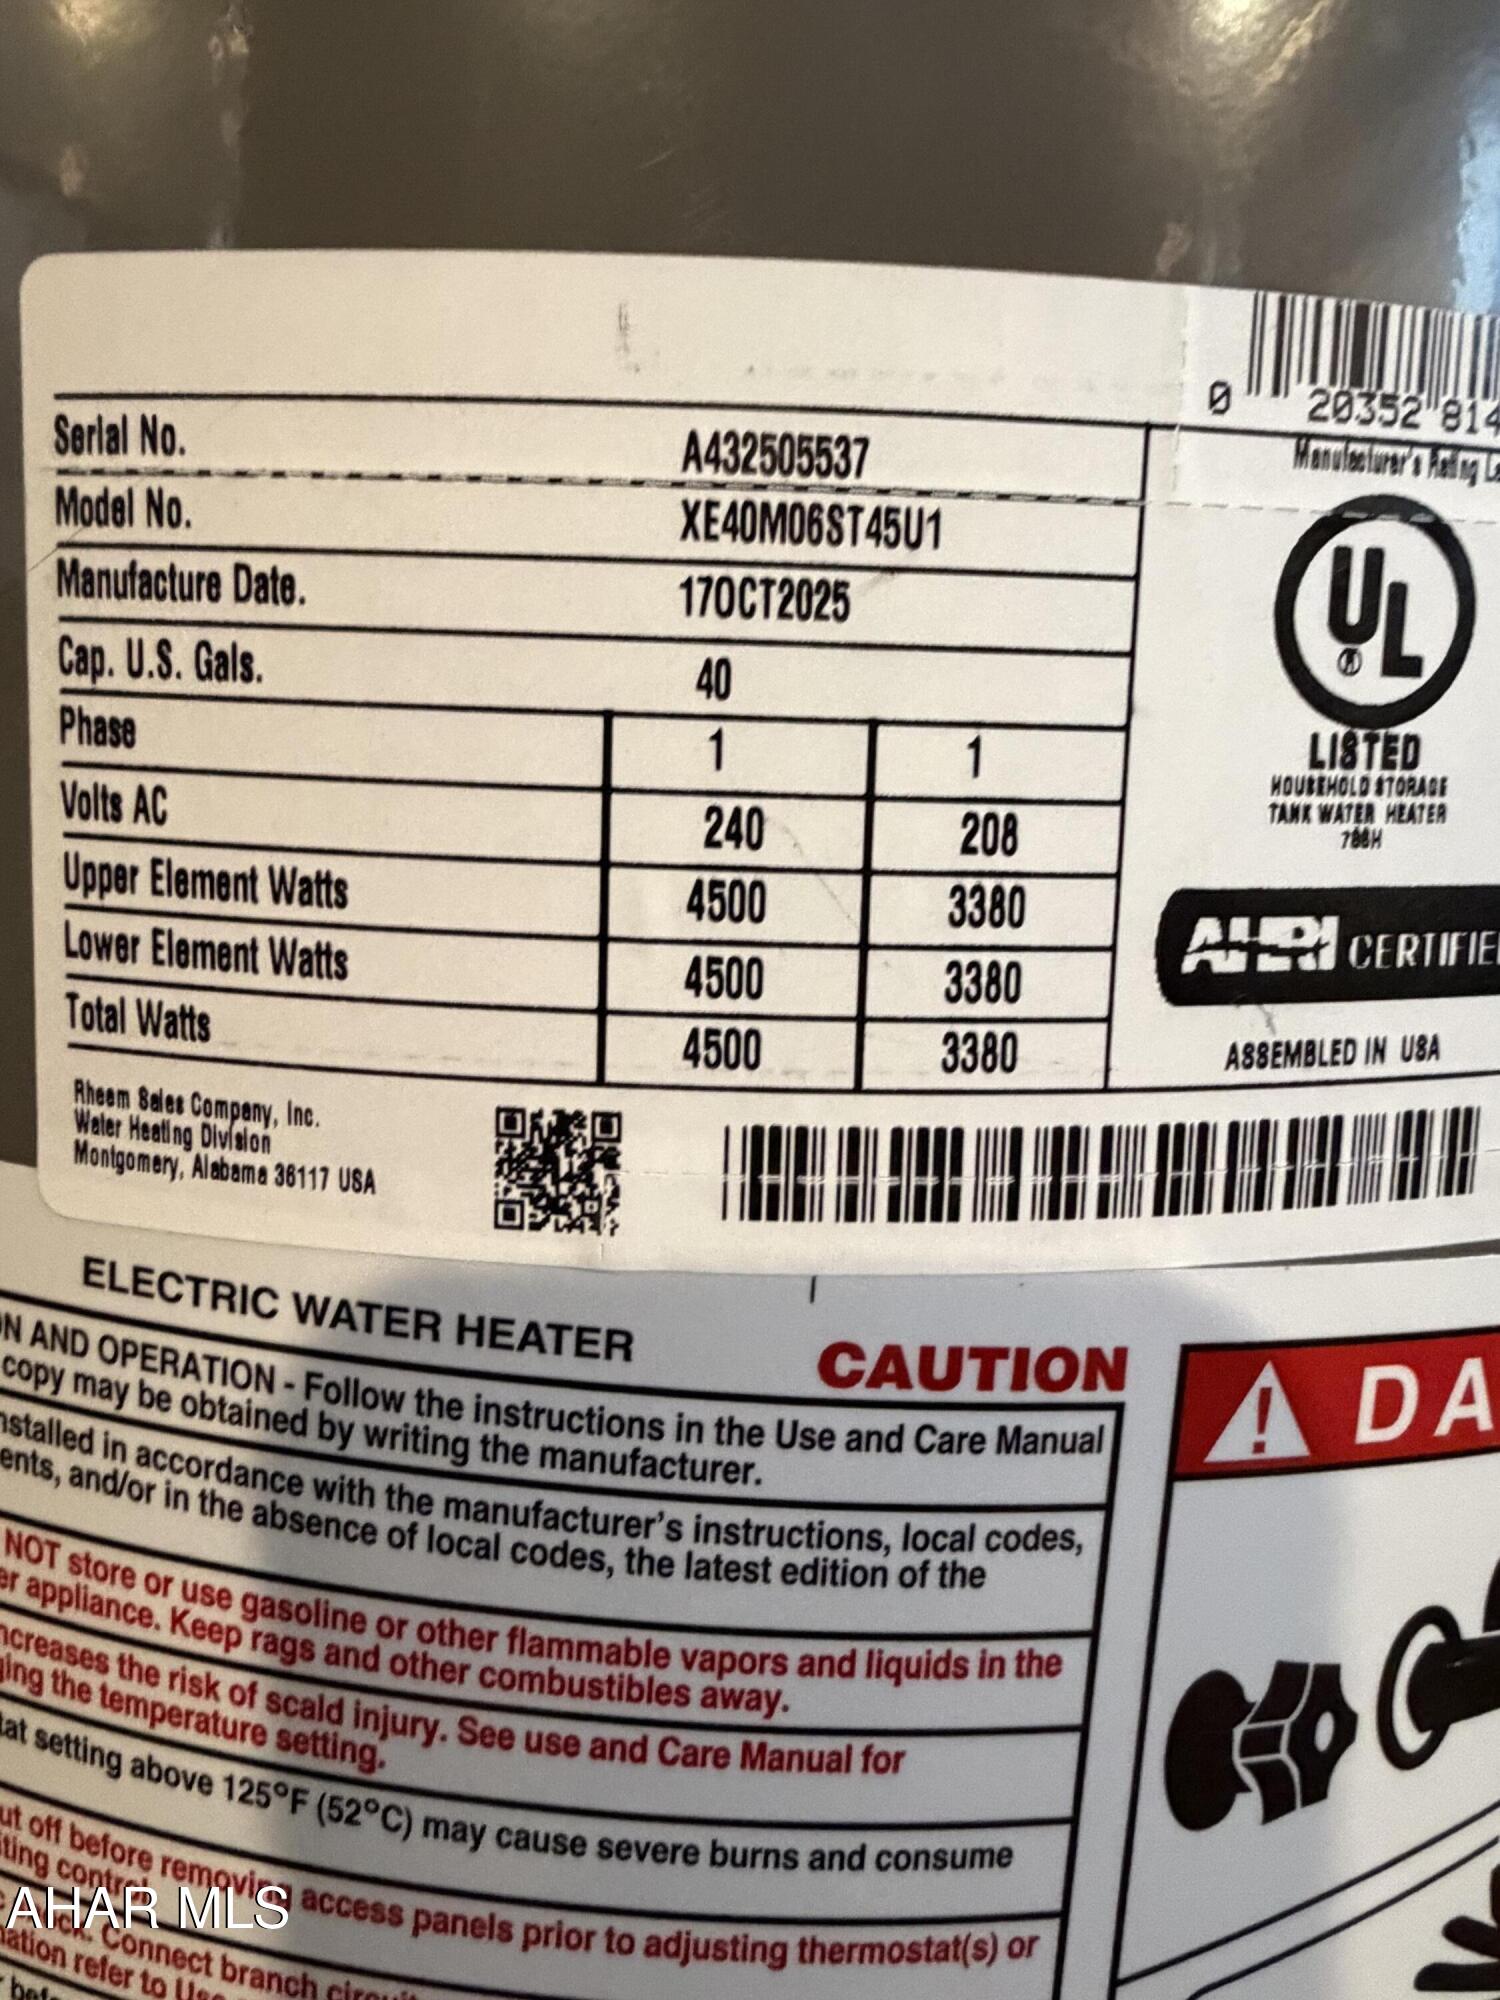 0 20352 814
Manufacturer's Rating
Serial No. A432505537
Model No. XE40M06ST45U1
Manufacture Date. 17OCT2025
Cap. U.S. Gals. 40
Phase 1 1
Volts AC 240 208
Upper Element Watts 4500 3380
Lower Element Watts 4500 3380
Total Watts 4500 3380
UL
®
LISTED
HOUSEHOLD STORAGE
TANK WATER HEATER
AHRI CERTIFIE
ASSEMBLED IN USA
Rheem Sales Company, Inc.
Water Heating Division
Montgomery, Alabama 36117 USA
ELECTRIC WATER HEATER
CAUTION
N AND OPERATION - Follow the instructions in the Use and Care Manual
copy may be obtained by writing the manufacturer.
nstalled in accordance with the manufacturer's instructions, local codes,
ents, and/or in the absence of local codes, the latest edition of the
NOT store or use gasoline or other flammable vapors and liquids in the
er appliance. Keep rags and other combustibles away.
ncreases the risk of scald injury. See use and Care Manual for
ging the temperature setting.
tat setting above 125°F (52°C) may cause severe burns and consume
ut off before removing access panels prior to adjusting thermostat(s) or
ting
Connect branch
ation refer to
DA
AHAR MLS